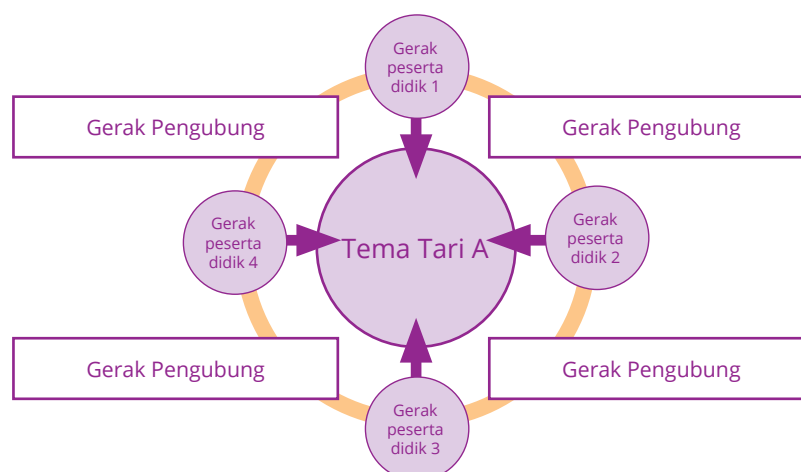 Gerak
peserta
didik 1
Gerak Pengubung
Gerak Pengubung
Gerak
peserta
didik 4
Tema Tari A
Gerak
peserta
didik 2
Gerak Pengubung
Gerak Pengubung
Gerak
peserta
didik 3